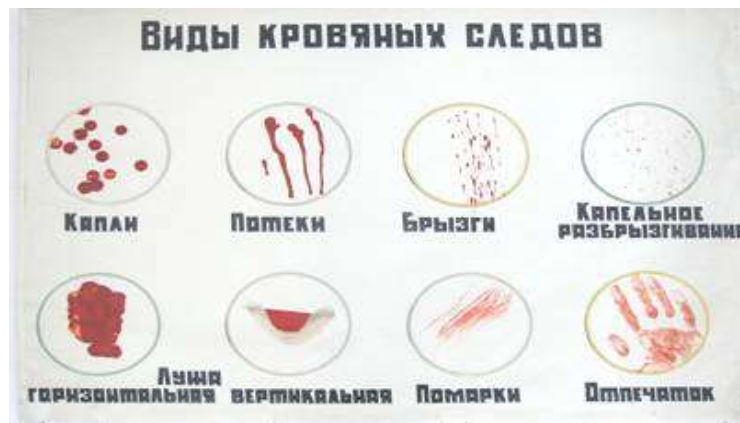 Виды кровяных следов
Капли Потеки Брызги Капельное
разбрызгивание
Лужа
горизонтальная вертикальная Помарки Отпечаток